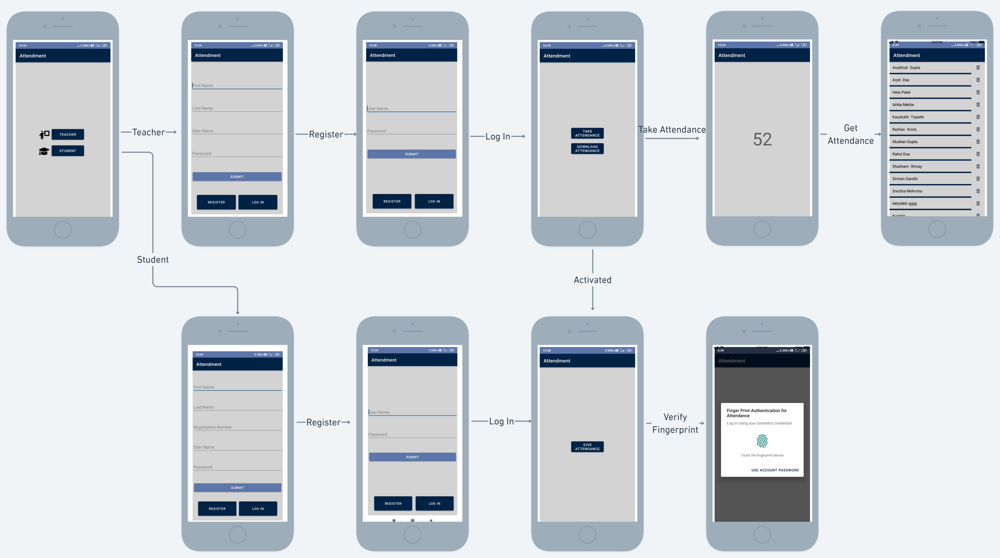 10:54
...2.9KB/s
Attendment
TEACHER
STUDENT
Teacher
10:54
...0.0KB/s
Attendment
First Name
Last Name
User Name
Password
SUBMIT
REGISTER
LOG IN
Register
10:58
5.2KB/s
Attendment
User Name
Password
SUBMIT
REGISTER
LOG IN
Log In
10:54
...0.0KB/s
Attendment
TAKE
ATTENDANCE
DOWNLOAD
ATTENDANCE
Take Attendance
10:54
...0.0KB/s
Attendment
52
Get
Attendance
3:03 PM
100%
0:39
...0.0KB/s
Attendment
Anubhuti Gupta
Arpit Das
Heta Patel
Ishita Mehta
Kaustubh Tripathi
Keshav Arora
Muskan Gupta
Rahul Dua
Shubham Shivay
Simran Gandhi
Srestha Mehrotra
bkbobkb iggig
hi iggig
Student
Activated
10:58
0.1KB/s
Attendment
First Name
Last Name
Registration Number
User Name
Password
SUBMIT
REGISTER
LOG IN
Register
10:58
5.2KB/s
Attendment
User Name
Password
SUBMIT
REGISTER
LOG IN
Log In
10:58
0.5KB/s
Attendment
GIVE
ATTENDANCE
Verify
Fingerprint
3:03 PM
100%
0:39
...5.2KB/s
Attendment
Finger Print Authentication for
Attendance
Log in using your biometric credential
Touch the fingerprint sensor
USE ACCOUNT PASSWORD